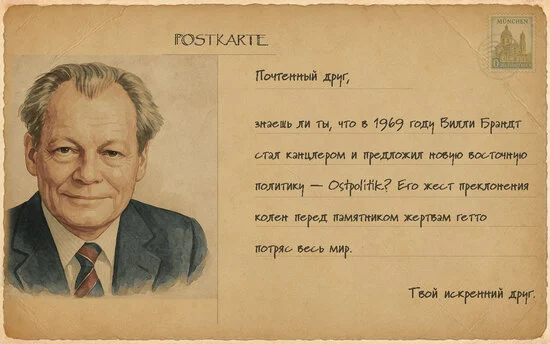 POSTKARTE
MÜNCHEN
Почтенный друг,
знаешь ли ты, что в 1969 году Вилли Брандт
стал канцлером и предложил новую восточную
политику — Ostpolitik? Его жест преклонения
колен перед памятником жертвам гетто
потряс весь мир.
Твой искренний друг.